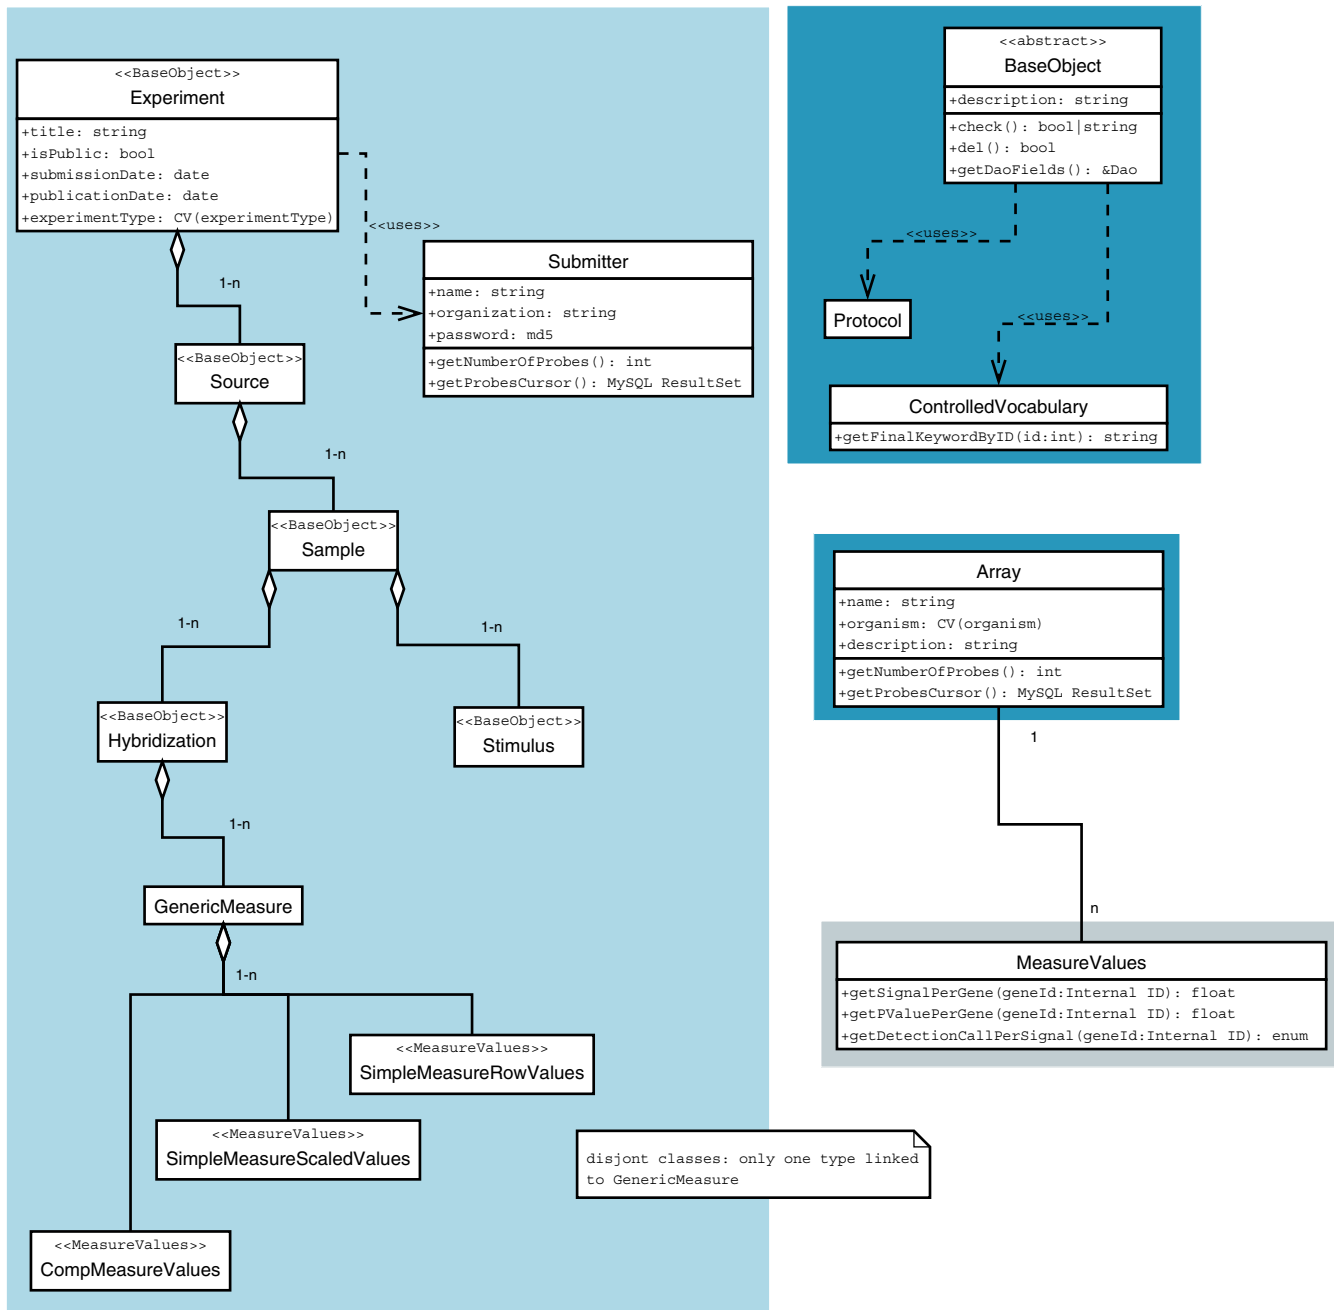 <<BaseObject>>
Experiment
+title: string
+isPublic: bool
+submissionDate: date
+publicationDate: date
+experimentType: CV(experimentType)
<<uses>>
1-n
Submitter
+name: string
+organization: string
+password: md5
+getNumberOfProbes(): int
+getProbesCursor(): MySQL ResultSet
<<BaseObject>>
Source
1-n
<<BaseObject>>
Sample
1-n
1-n
<<BaseObject>>
Hybridization
<<BaseObject>>
Stimulus
1-n
GenericMeasure
1-n
<<MeasureValues>>
SimpleMeasureRowValues
<<MeasureValues>>
SimpleMeasureScaledValues
<<MeasureValues>>
CompMeasureValues
disjont classes: only one type linked
to GenericMeasure
<<abstract>>
BaseObject
+description: string
+check(): bool|string
+del(): bool
+getDaoFields(): &Dao
<<uses>>
Protocol
<<uses>>
ControlledVocabulary
+getFinalKeywordByID(id:int): string
Array
+name: string
+organism: CV(organism)
+description: string
+getNumberOfProbes(): int
+getProbesCursor(): MySQL ResultSet
1
n
MeasureValues
+getSignalPerGene(geneId:Internal ID): float
+getPValuePerGene(geneId:Internal ID): float
+getDetectionCallPerSignal(geneId:Internal ID): enum